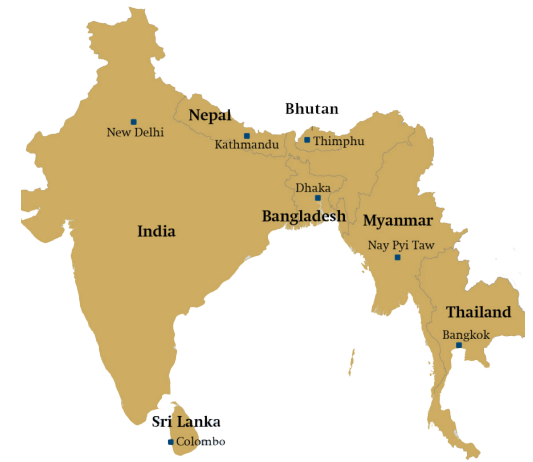 Bhutan
Nepal
New Delhi
Kathmandu
Thimphu
Dhaka
Bangladesh
Myanmar
India
Nay Pyi Taw
Thailand
Bangkok
Sri Lanka
Colombo